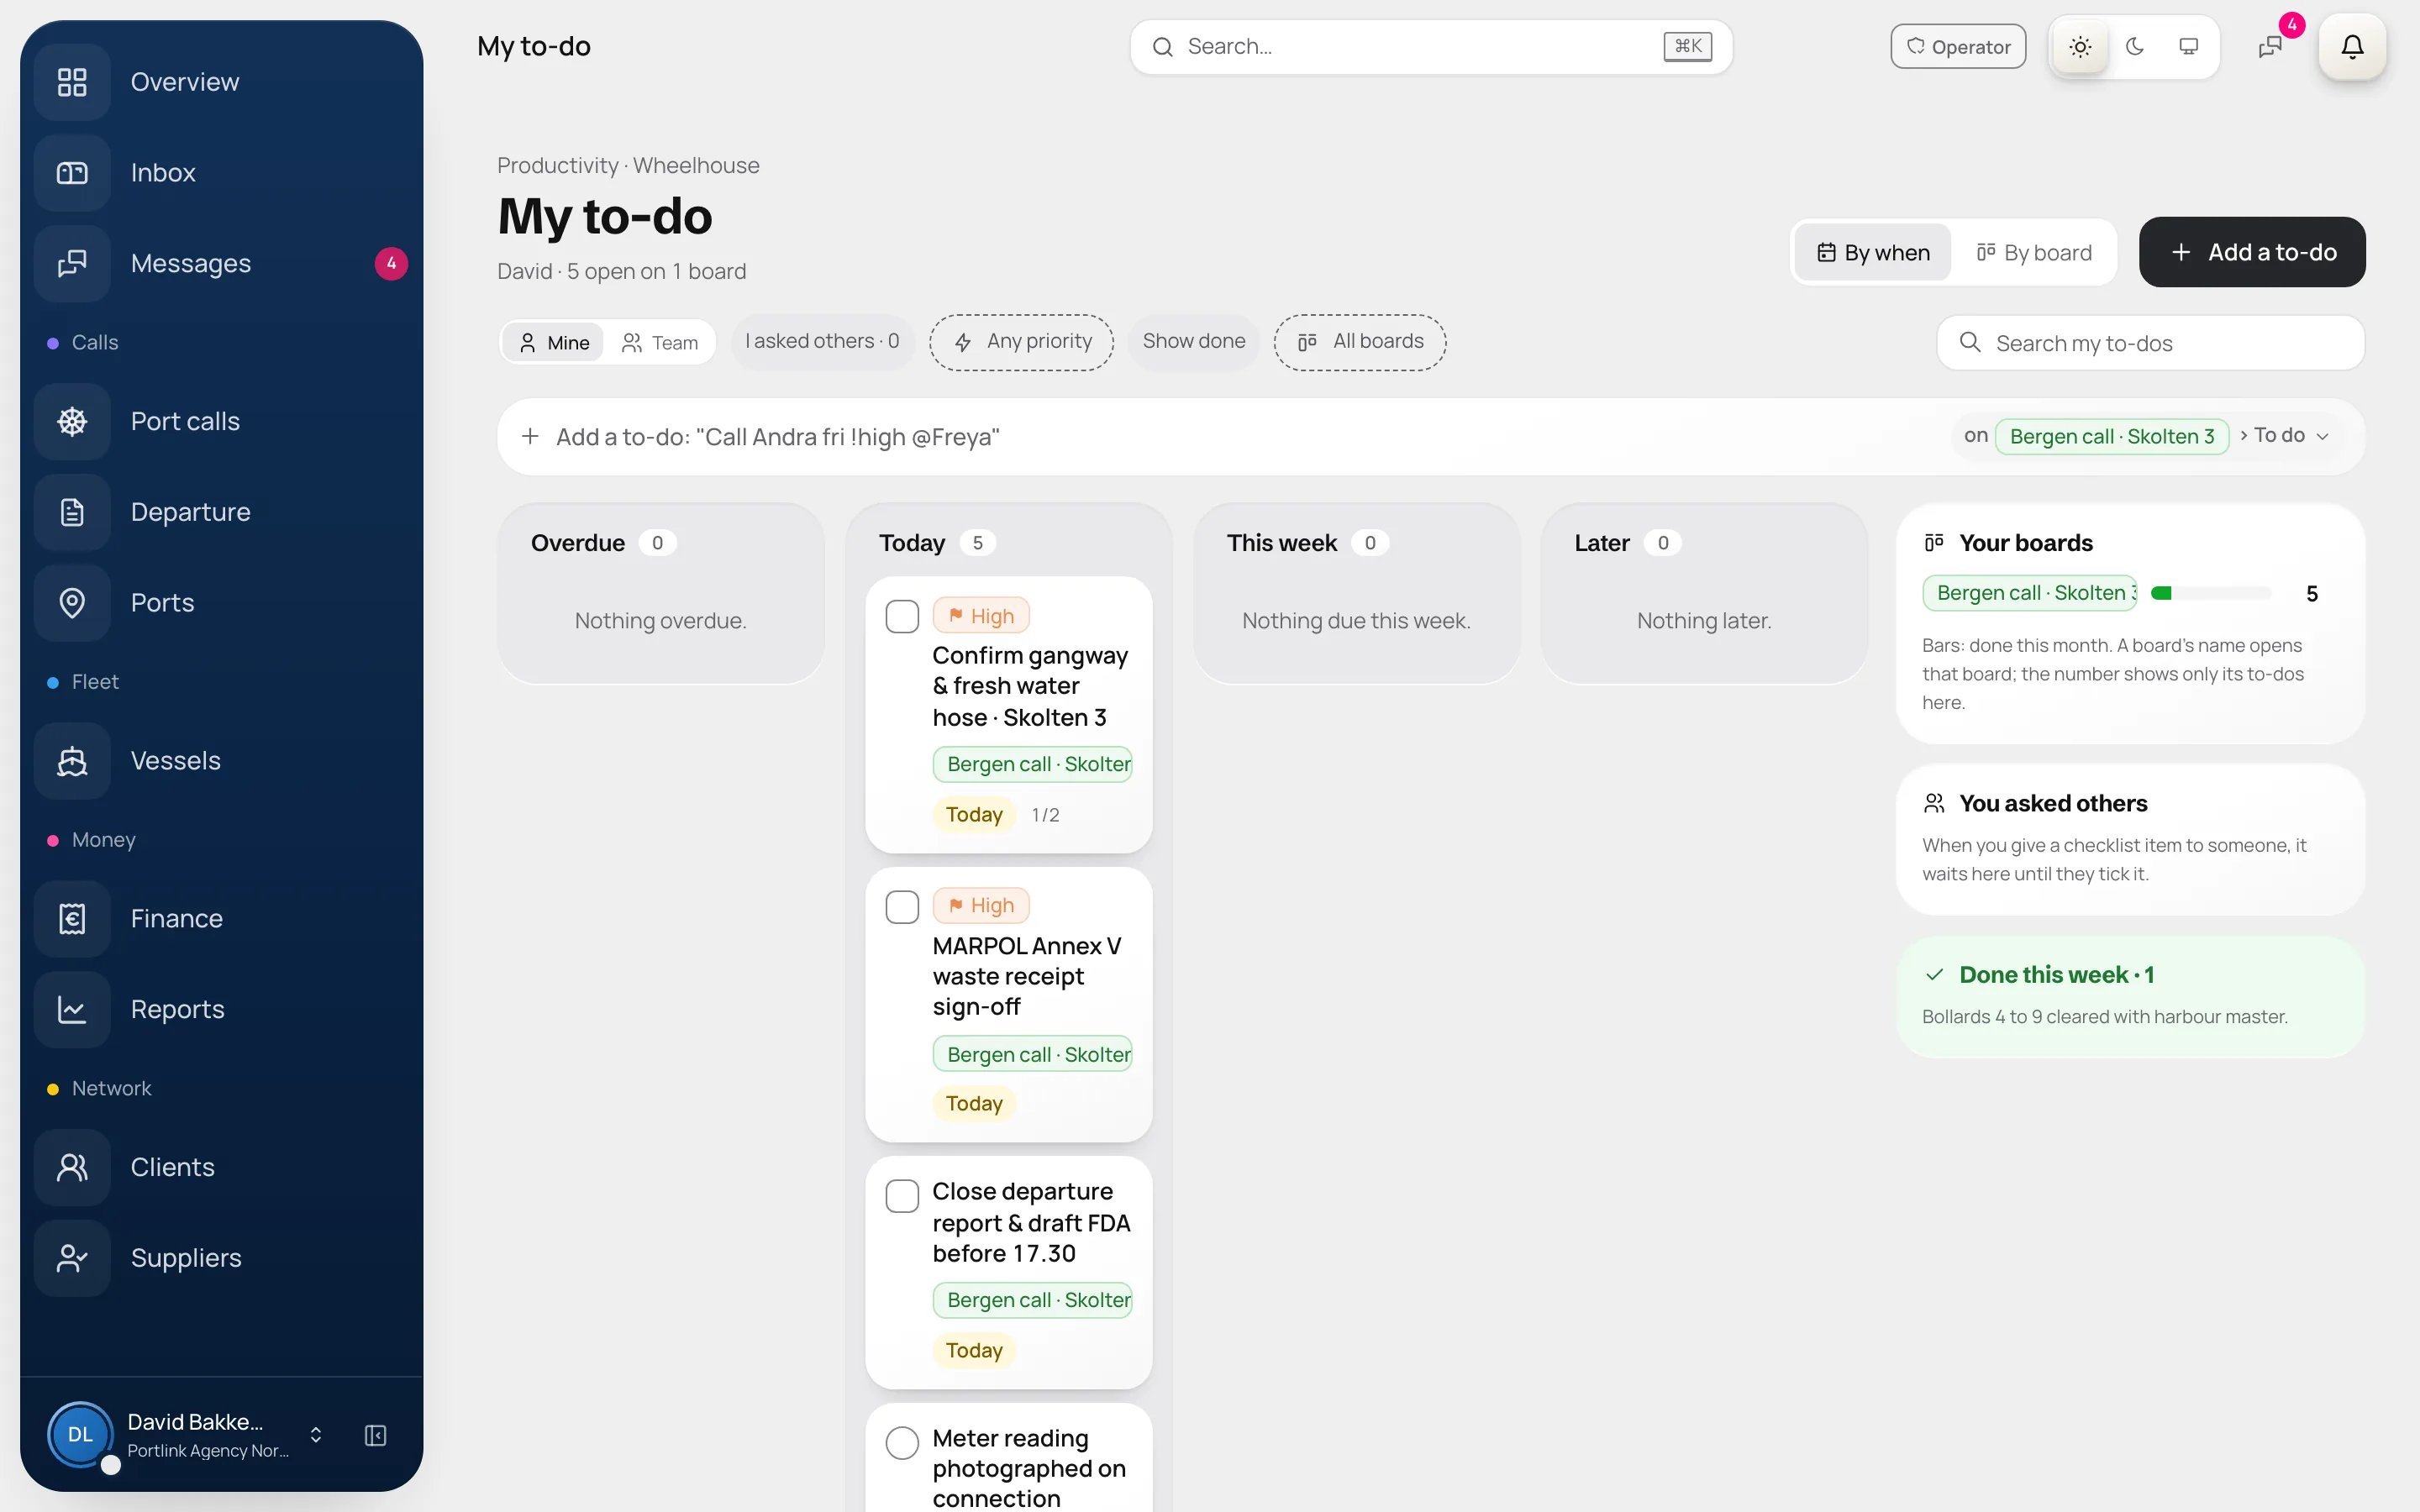 Overview
Inbox
Messages
4
Calls
Port calls
Departure
Ports
Fleet
Vessels
Money
Finance
Reports
Network
Clients
Suppliers
DL
David Bakke...
Portlink Agency Nor...
My to-do
Search...
⌘K
Operator
4
Productivity · Wheelhouse
My to-do
David · 5 open on 1 board
By when
By board
Add a to-do
Mine
Team
I asked others · 0
Any priority
Show done
All boards
Search my to-dos
Add a to-do: "Call Andra fri !high @Freya"
on Bergen call · Skolten 3 › To do
Overdue 0
Nothing overdue.
Today 5
High
Confirm gangway
& fresh water
hose · Skolten 3
Bergen call · Skolten
Today 1/2
High
MARPOL Annex V
waste receipt
sign-off
Bergen call · Skolten
Today
Close departure
report & draft FDA
before 17.30
Bergen call · Skolten
Today
Meter reading
photographed on
connection
This week 0
Nothing due this week.
Later 0
Nothing later.
Your boards
Bergen call · Skolten 3
5
Bars: done this month. A board's name opens
that board; the number shows only its to-dos
here.
You asked others
When you give a checklist item to someone, it
waits here until they tick it.
Done this week · 1
Bollards 4 to 9 cleared with harbour master.